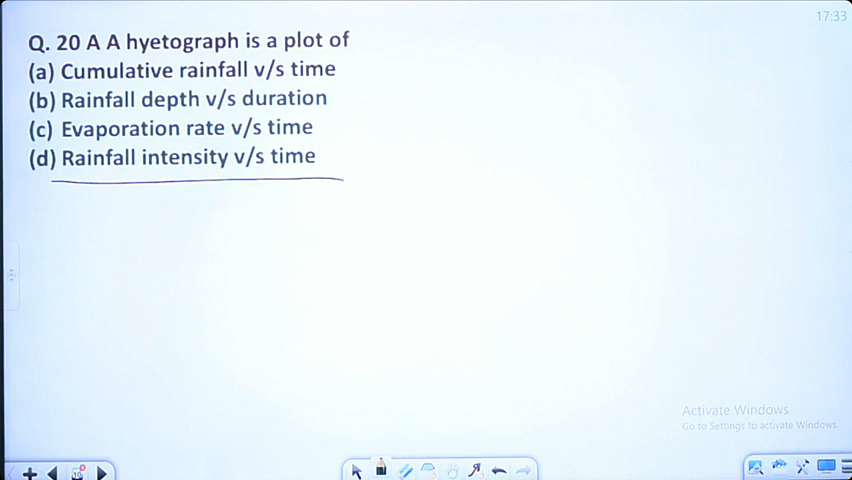 17:33
Q. 20 A A hyetograph is a plot of
(a) Cumulative rainfall v/s time
(b) Rainfall depth v/s duration
(c) Evaporation rate v/s time
(d) Rainfall intensity v/s time
Activate Windows
Go to Settings to activate Windows.
10